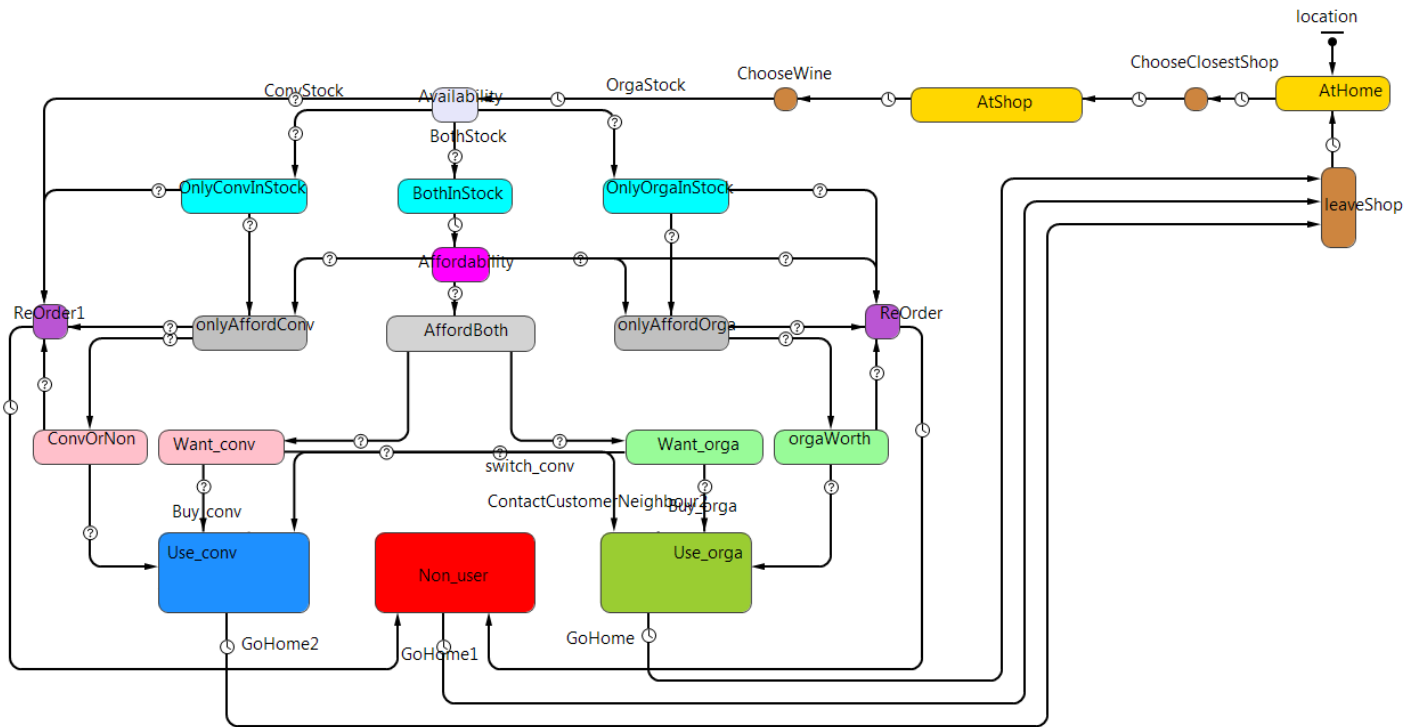 location
ChooseClosestShop
ChooseWine
OrgaStock
ConvStock
AtHome
Availability
AtShop
BothStock
OnlyConvInStock
BothInStock
OnlyOrgaInStock
leaveShop
Affordability
ReOrder1
onlyAffordConv
AffordBoth
onlyAffordOrga
ReOrder
ConvOrNon
Want_conv
Want_orga
orgaWorth
switch_conv
ContactCustomerNeighbour2
Buy_conv
Buy_orga
Use_conv
Non_user
Use_orga
GoHome2
GoHome1
GoHome